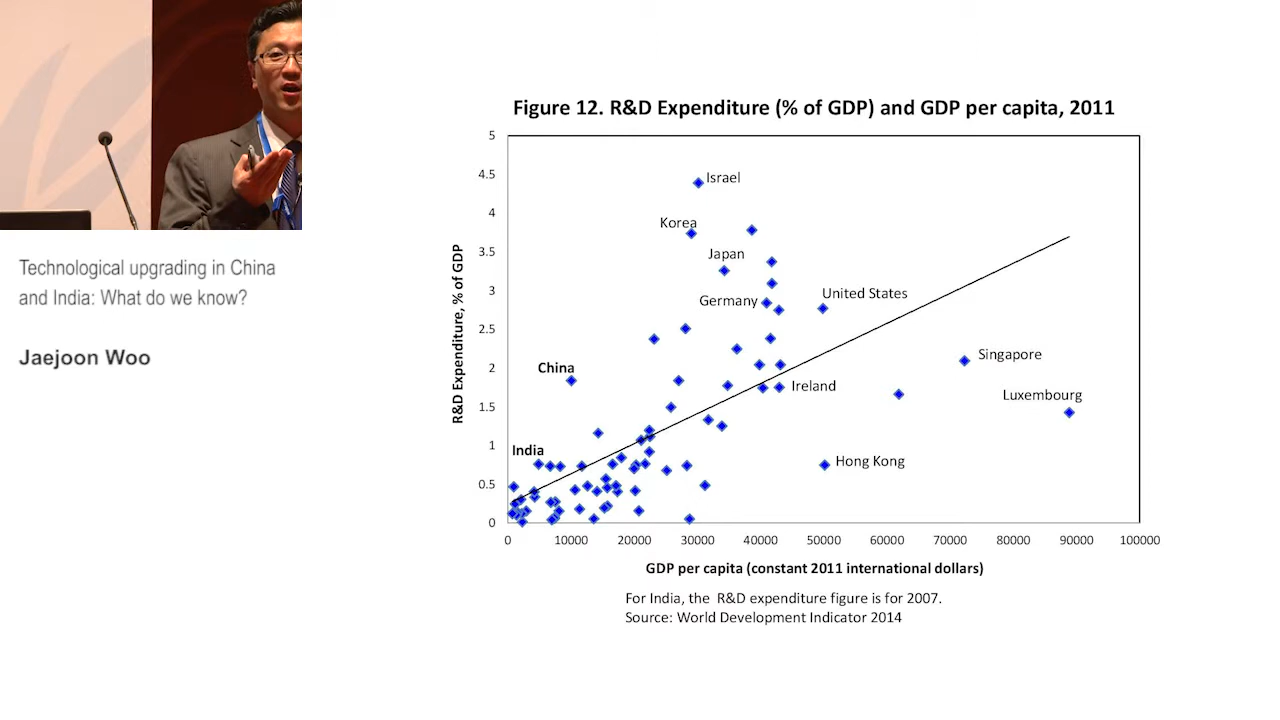 Technological upgrading in China
and India: What do we know?
Jaejoon Woo
Figure 12. R&D Expenditure (% of GDP) and GDP per capita, 2011
R&D Expenditure, % of GDP
5
4.5
4
3.5
3
2.5
2
1.5
1
0.5
0
Israel
Korea
Japan
Germany
United States
China
Singapore
Ireland
Luxembourg
India
Hong Kong
0 10000 20000 30000 40000 50000 60000 70000 80000 90000 100000
GDP per capita (constant 2011 international dollars)
For India, the R&D expenditure figure is for 2007.
Source: World Development Indicator 2014